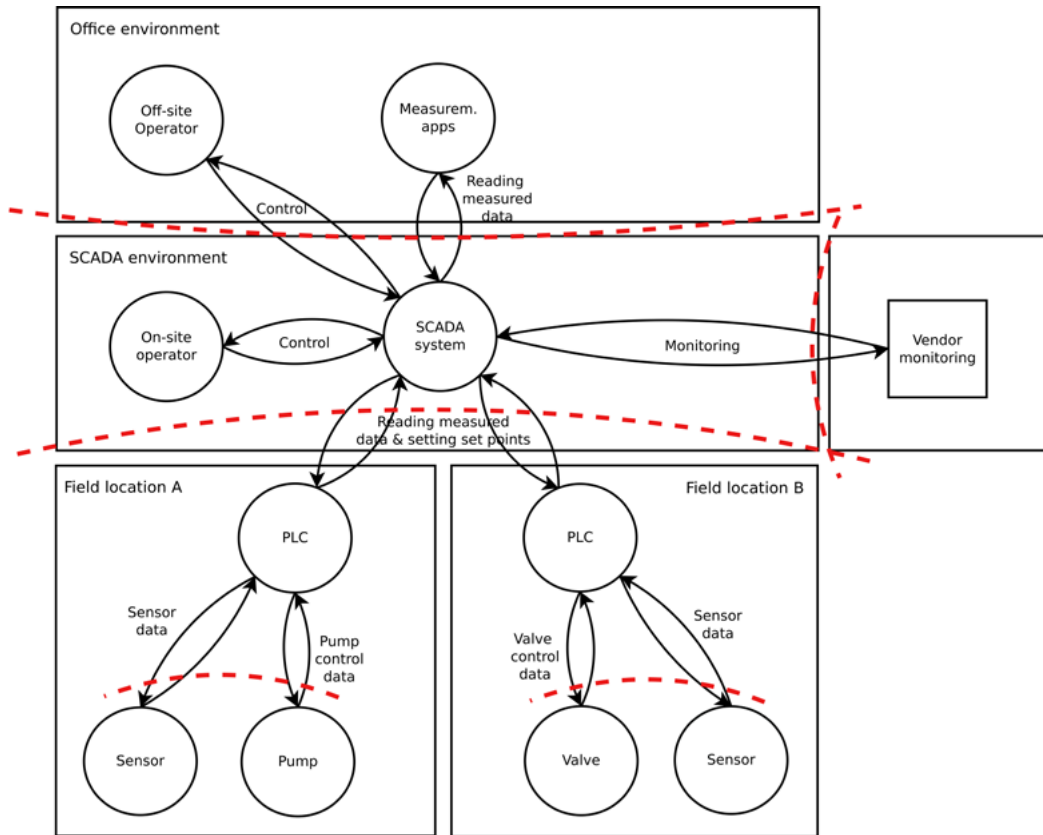 Office environment
Off-site
Operator
Measurem.
apps
Control
Reading
measured
data
SCADA environment
On-site
operator
Control
SCADA
system
Monitoring
Vendor
monitoring
Reading measured
data & setting set points
Field location A
PLC
Sensor
data
Pump
control
data
Sensor
Pump
Field location B
PLC
Valve
control
data
Sensor
data
Valve
Sensor